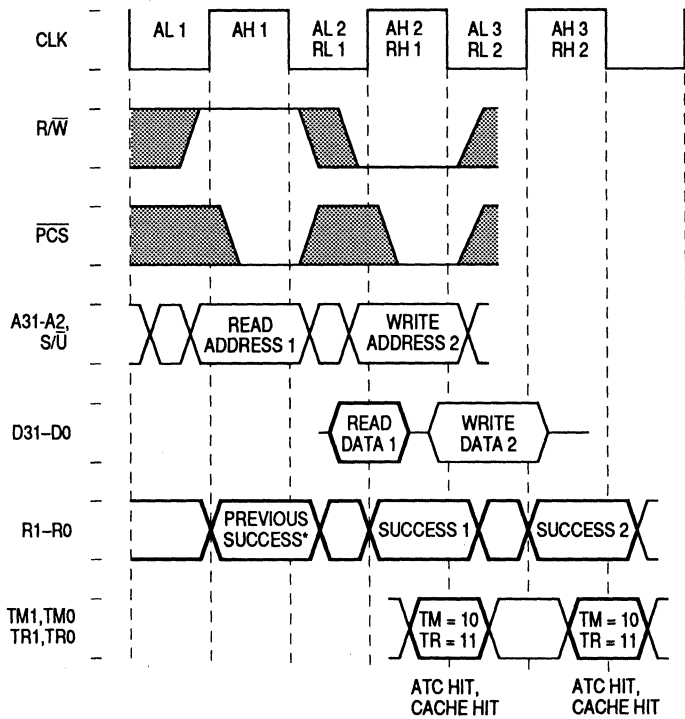 CLK
AL 1
AH 1
AL 2
RL 1
AH 2
RH 1
AL 3
RL 2
AH 3
RH 2
R/W̅
P̅C̅S̅
A31-A2,
S/U̅
READ
ADDRESS 1
WRITE
ADDRESS 2
D31–D0
READ
DATA 1
WRITE
DATA 2
R1–R0
PREVIOUS
SUCCESS*
SUCCESS 1
SUCCESS 2
TM1,TM0
TR1,TR0
TM = 10
TR = 11
TM = 10
TR = 11
ATC HIT,
CACHE HIT
ATC HIT,
CACHE HIT